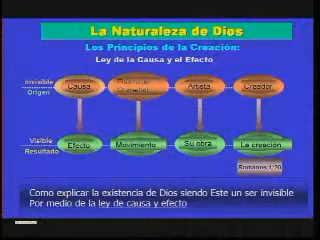 La Naturaleza de Dios
Los Principios de la Creación:
Ley de la Causa y el Efecto
Invisible
Origen
Causa
Artista
Creador
Visible
Resultado
Efecto
Movimiento
Su obra
La creación
Romanos 1:20
Como explicar la existencia de Dios siendo Este un ser invisible
Por medio de la ley de causa y efecto